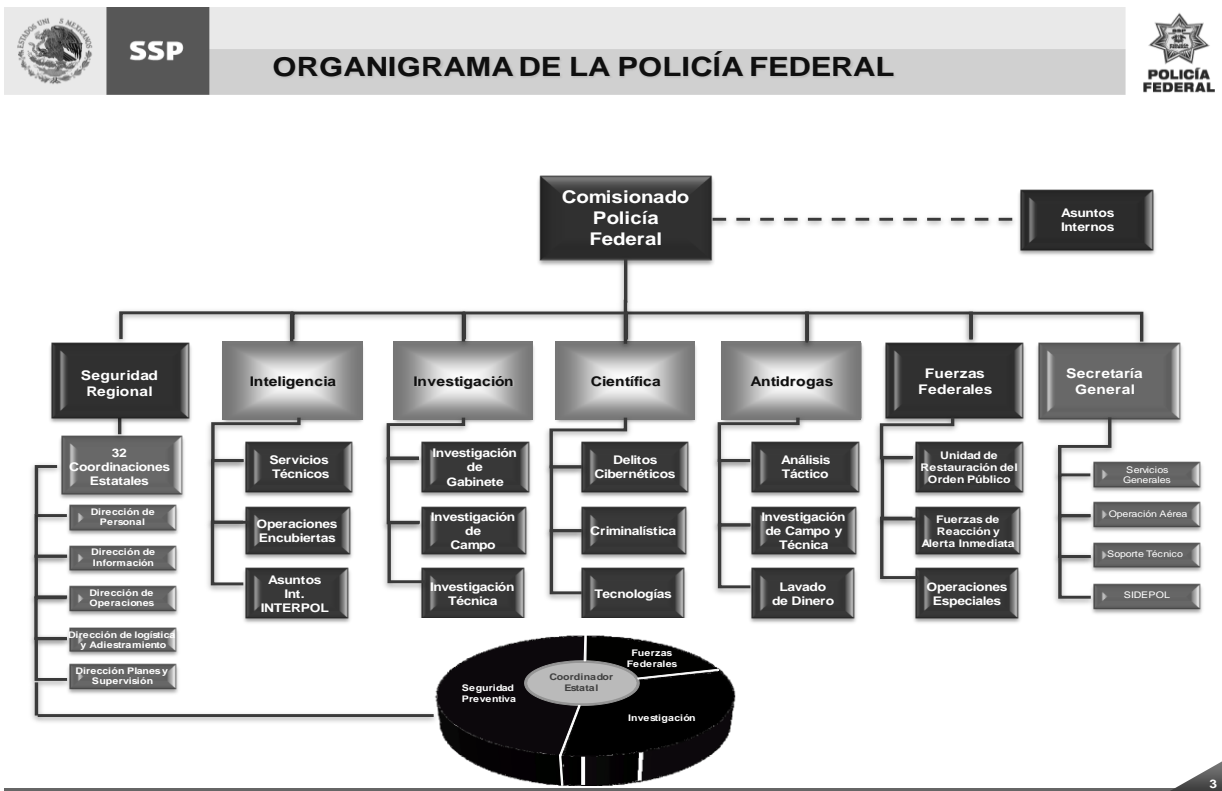 ESTADOS UNI S MEXICANOS
SSP
ORGANIGRAMA DE LA POLICÍA FEDERAL
SSP
POLICÍA
FEDERAL
Comisionado
Policía
Federal
Asuntos
Internos
Seguridad
Regional
Inteligencia
Investigación
Científica
Antidrogas
Fuerzas
Federales
Secretaría
General
32
Coordinaciones
Estatales
Dirección de
Personal
Dirección de
Información
Dirección de
Operaciones
Dirección de logística
y Adiestramiento
Dirección Planes y
Supervisión
Servicios
Técnicos
Operaciones
Encubiertas
Asuntos
Int.
INTERPOL
Investigación
de
Gabinete
Investigación
de
Campo
Investigación
Técnica
Delitos
Cibernéticos
Criminalística
Tecnologías
Análisis
Táctico
Investigación
de Campo y
Técnica
Lavado
de Dinero
Unidad de
Restauración del
Orden Público
Fuerzas de
Reacción y
Alerta Inmediata
Operaciones
Especiales
Servicios
Generales
Operación Aérea
Soporte Técnico
SIDEPOL
Fuerzas
Federales
Coordinador
Estatal
Seguridad
Preventiva
Investigación
3